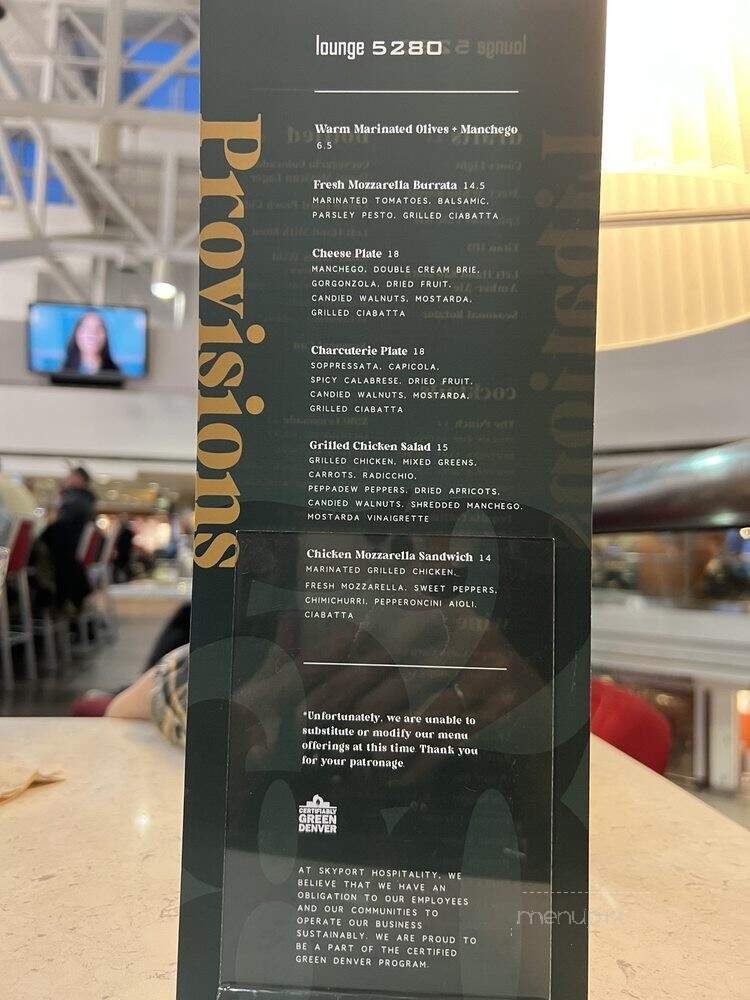 lounge 5280
Provisions
Warm Marinated Olives + Manchego
6.5
Fresh Mozzarella Burrata 14.5
MARINATED TOMATOES, BALSAMIC,
PARSLEY PESTO, GRILLED CIABATTA
Cheese Plate 18
MANCHEGO, DOUBLE CREAM BRIE,
GORGONZOLA, DRIED FRUIT,
CANDIED WALNUTS, MOSTARDA,
GRILLED CIABATTA
Charcuterie Plate 18
SOPPRESSATA, CAPICOLA,
SPICY CALABRESE, DRIED FRUIT,
CANDIED WALNUTS, MOSTARDA,
GRILLED CIABATTA
Grilled Chicken Salad 15
GRILLED CHICKEN, MIXED GREENS,
CARROTS, RADICCHIO,
PEPPADEW PEPPERS, DRIED APRICOTS,
CANDIED WALNUTS, SHREDDED MANCHEGO,
MOSTARDA VINAIGRETTE
Chicken Mozzarella Sandwich 14
MARINATED GRILLED CHICKEN,
FRESH MOZZARELLA, SWEET PEPPERS,
CHIMICHURRI, PEPPERONCINI AIOLI,
CIABATTA
*Unfortunately, we are unable to
substitute or modify our menu
offerings at this time. Thank you
for your patronage.
CERTIFIABLY
GREEN
DENVER
AT SKYPORT HOSPITALITY, WE
BELIEVE THAT WE HAVE AN
OBLIGATION TO OUR EMPLOYEES
AND OUR COMMUNITIES TO
OPERATE OUR BUSINESS
SUSTAINABLY. WE ARE PROUD TO
BE A PART OF THE CERTIFIED
GREEN DENVER PROGRAM.